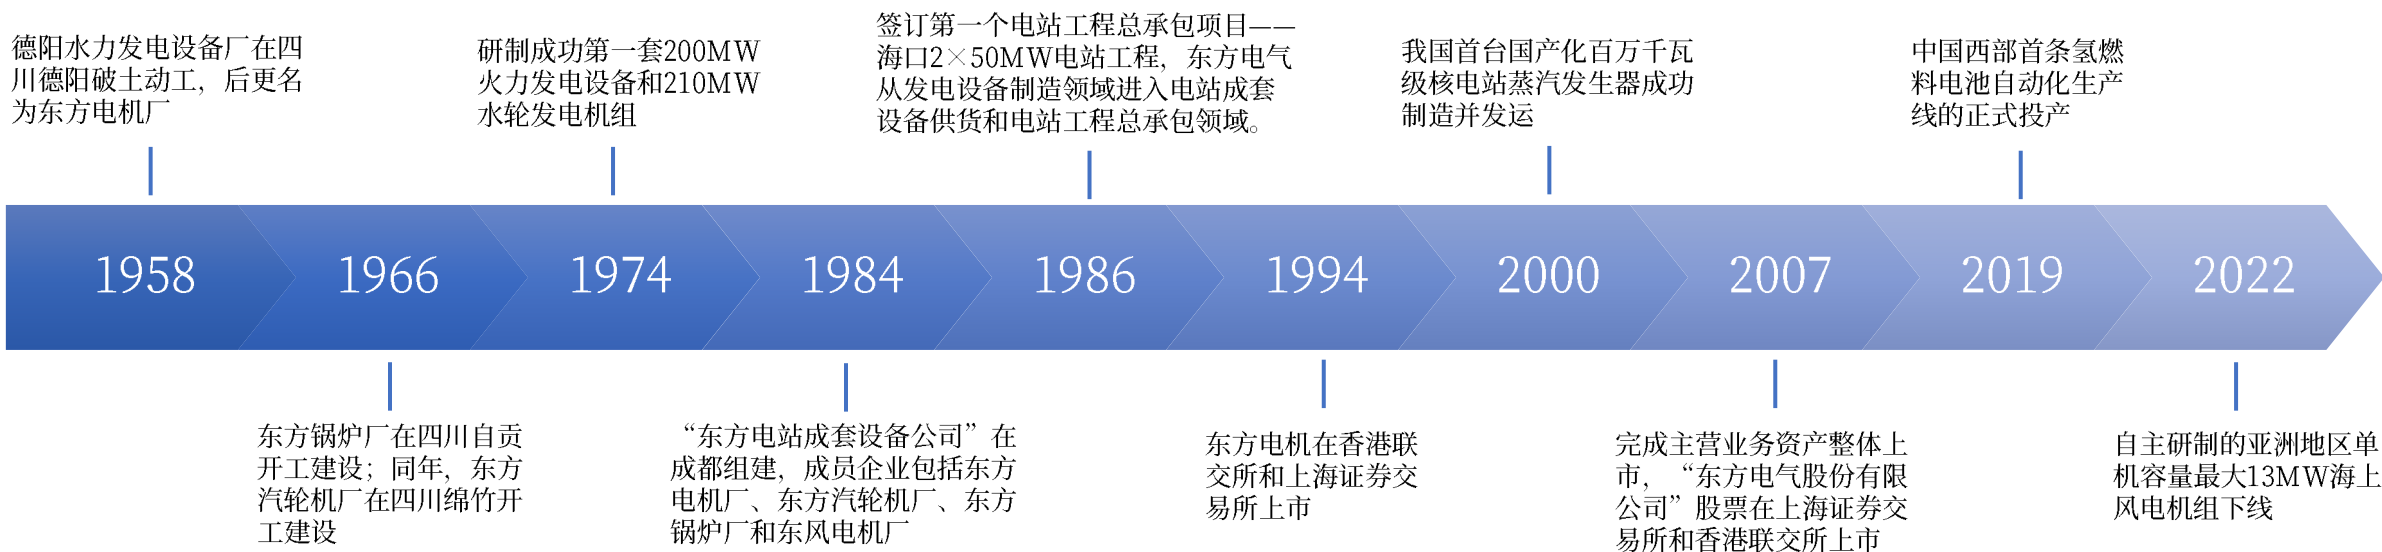 德阳水力发电设备厂在四
川德阳破土动工，后更名
为东方电机厂
研制成功第一套200MW
火力发电设备和210MW
水轮发电机组
签订第一个电站工程总承包项目——
海口2×50MW电站工程，东方电气
从发电设备制造领域进入电站成套
设备供货和电站工程总承包领域。
我国首台国产化百万千瓦
级核电站蒸汽发生器成功
制造并发运
中国西部首条氢燃
料电池自动化生产
线的正式投产
1958
1966
1974
1984
1986
1994
2000
2007
2019
2022
东方锅炉厂在四川自贡
开工建设；同年，东方
汽轮机厂在四川绵竹开
工建设
“东方电站成套设备公司”在
成都组建，成员企业包括东方
电机厂、东方汽轮机厂、东方
锅炉厂和东风电机厂
东方电机在香港联
交所和上海证券交
易所上市
完成主营业务资产整体上
市，“东方电气股份有限
公司”股票在上海证券交
易所和香港联交所上市
自主研制的亚洲地区单
机容量最大13MW海上
风电机组下线